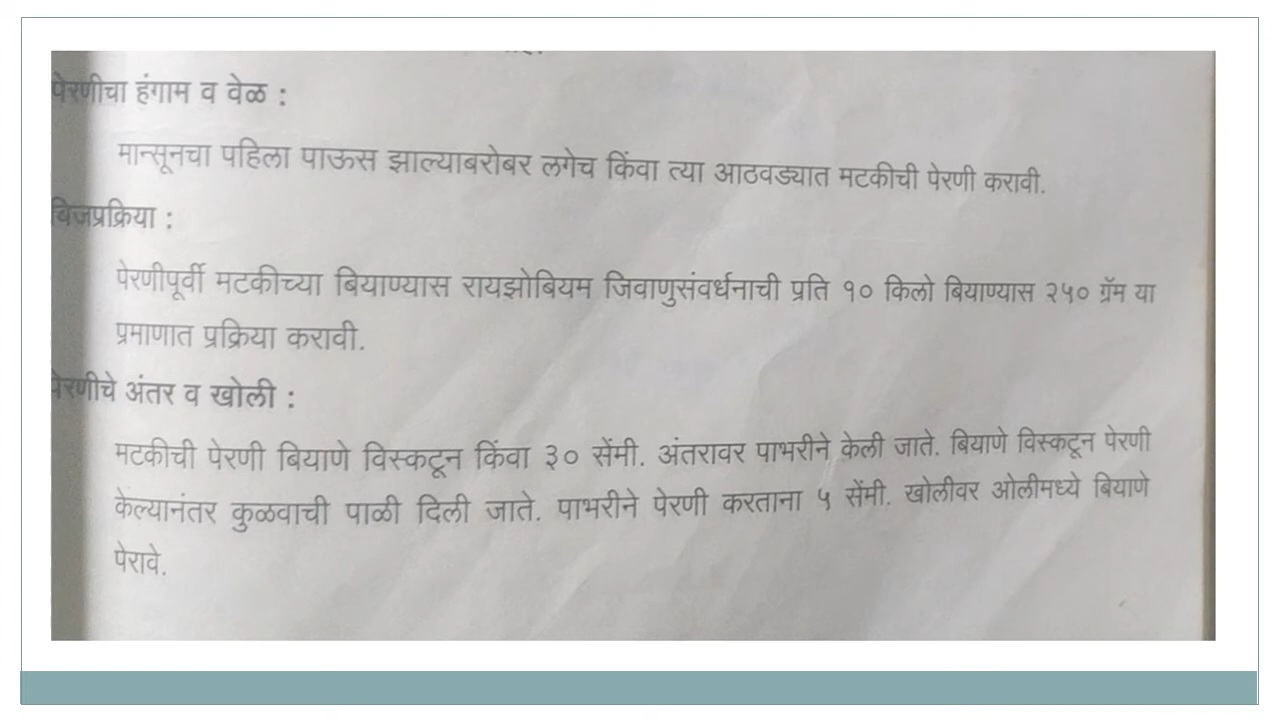 पेरणीचा हंगाम व वेळ :
मान्सूनचा पहिला पाऊस झाल्याबरोबर लगेच किंवा त्या आठवड्यात मटकीची पेरणी करावी.
बिजप्रक्रिया :
पेरणीपूर्वी मटकीच्या बियाण्यास रायझोबियम जिवाणुसंवर्धनाची प्रति १० किलो बियाण्यास २५० ग्रॅम या
प्रमाणात प्रक्रिया करावी.
पेरणीचे अंतर व खोली :
मटकीची पेरणी बियाणे विस्कटून किंवा ३० सेंमी. अंतरावर पाभरीने केली जाते. बियाणे विस्कटून पेरणी
केल्यानंतर कुळवाची पाळी दिली जाते. पाभरीने पेरणी करताना ५ सेंमी. खोलीवर ओलीमध्ये बियाणे
पेरावे.